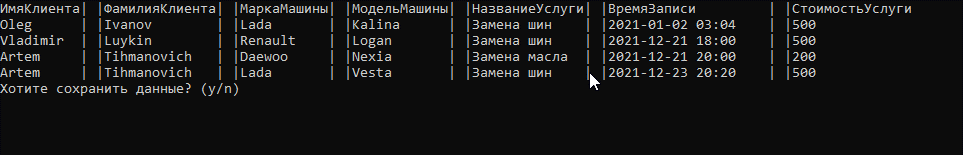 ИмяКлиента| |ФамилияКлиента| |МаркаМашины| |МодельМашины| |НазваниеУслуги| |ВремяЗаписи | |СтоимостьУслуги
Oleg | |Ivanov | |Lada | |Kalina | |Замена шин | |2021-01-02 03:04 | |500
Vladimir | |Luykin | |Renault | |Logan | |Замена шин | |2021-12-21 18:00 | |500
Artem | |Tihmanovich | |Daewoo | |Nexia | |Замена масла | |2021-12-21 20:00 | |200
Artem | |Tihmanovich | |Lada | |Vesta | |Замена шин | |2021-12-23 20:20 | |500
Хотите сохранить данные? (y/n)